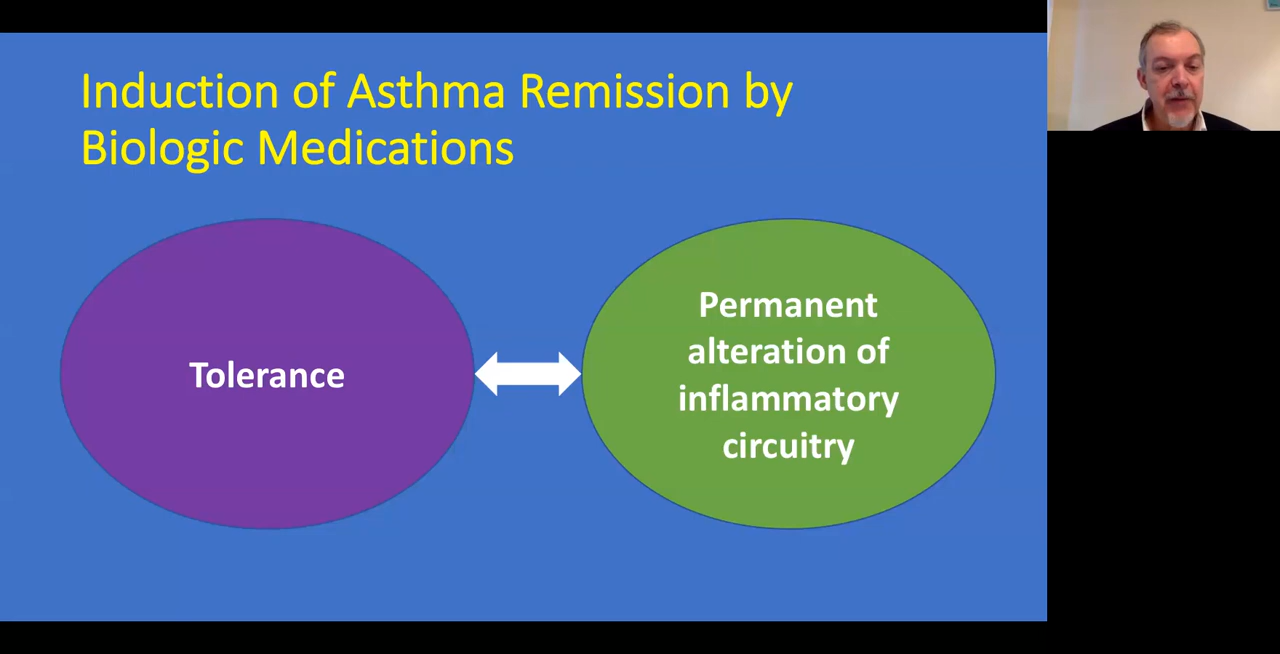 Induction of Asthma Remission by
Biologic Medications
Tolerance
Permanent
alteration of
inflammatory
circuitry